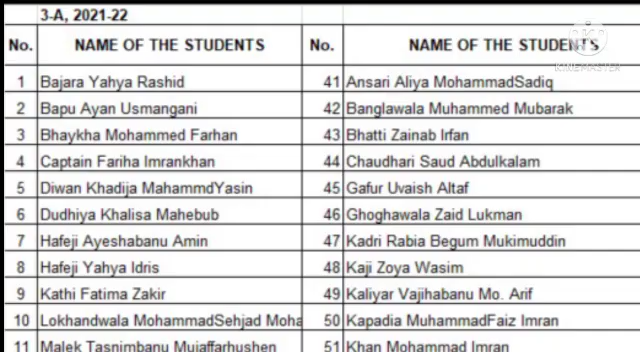 3-A, 2021-22
No. NAME OF THE STUDENTS No. NAME OF THE STUDENTS
KINEMASTER
1 Bajara Yahya Rashid 41 Ansari Aliya MohammadSadiq
2 Bapu Ayan Usmangani 42 Banglawala Muhammed Mubarak
3 Bhaykha Mohammed Farhan 43 Bhatti Zainab Irfan
4 Captain Fariha Imrankhan 44 Chaudhari Saud Abdulkalam
5 Diwan Khadija MahammdYasin 45 Gafur Uvaish Altaf
6 Dudhiya Khalisa Mahebub 46 Ghoghawala Zaid Lukman
7 Hafeji Ayeshabanu Amin 47 Kadri Rabia Begum Mukimuddin
8 Hafeji Yahya Idris 48 Kaji Zoya Wasim
9 Kathi Fatima Zakir 49 Kaliyar Vajihabanu Mo. Arif
10 Lokhandwala MohammadSehjad Moha 50 Kapadia MuhammadFaiz Imran
11 Malek Tasnimbanu Mujaffarhushen 51 Khan Mohammad Imran